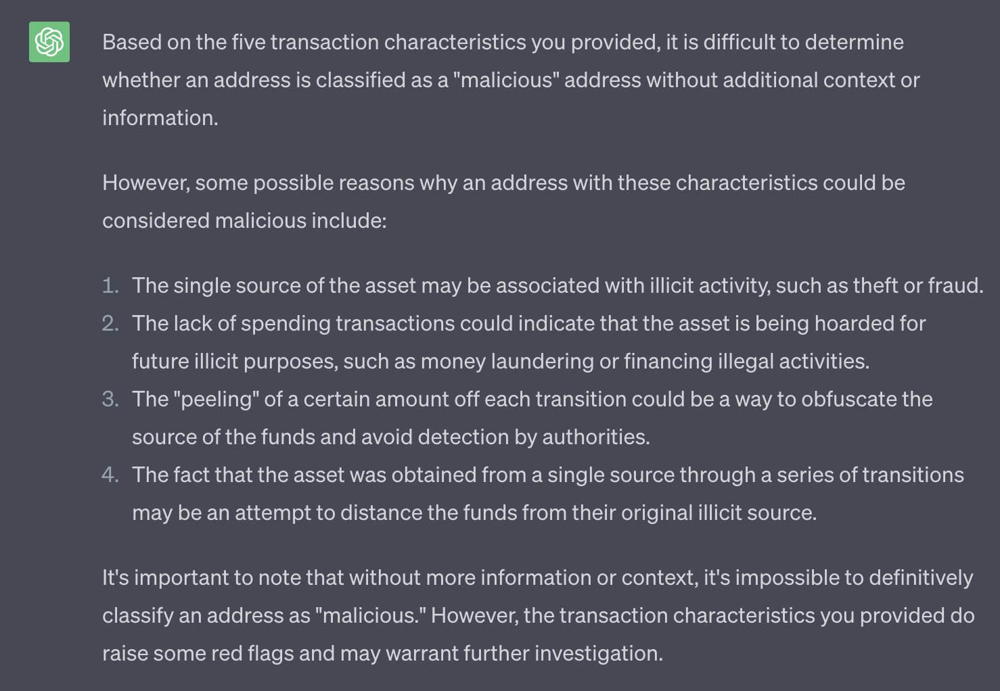 Based on the five transaction characteristics you provided, it is difficult to determine
whether an address is classified as a "malicious" address without additional context or
information.
However, some possible reasons why an address with these characteristics could be
considered malicious include:
1. The single source of the asset may be associated with illicit activity, such as theft or fraud.
2. The lack of spending transactions could indicate that the asset is being hoarded for
future illicit purposes, such as money laundering or financing illegal activities.
3. The "peeling" of a certain amount off each transition could be a way to obfuscate the
source of the funds and avoid detection by authorities.
4. The fact that the asset was obtained from a single source through a series of transitions
may be an attempt to distance the funds from their original illicit source.
It's important to note that without more information or context, it's impossible to definitively
classify an address as "malicious." However, the transaction characteristics you provided do
raise some red flags and may warrant further investigation.